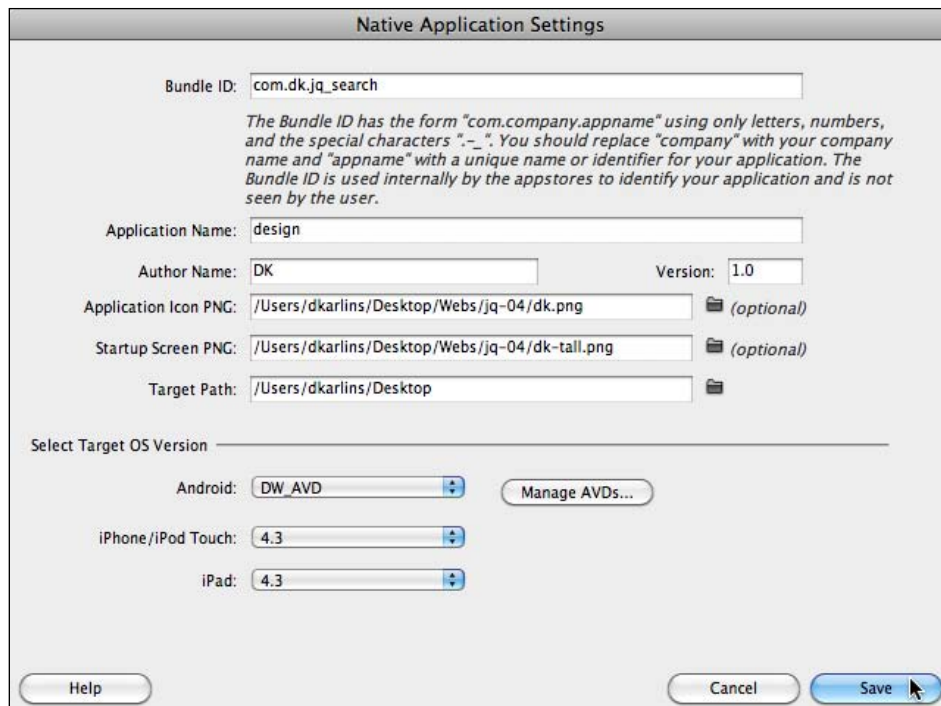 Native Application Settings
Bundle ID: com.dk.jq_search
The Bundle ID has the form "com.company.appname" using only letters, numbers,
and the special characters ".-_". You should replace "company" with your company
name and "appname" with a unique name or identifier for your application. The
Bundle ID is used internally by the appstores to identify your application and is not
seen by the user.
Application Name: design
Author Name: DK Version: 1.0
Application Icon PNG: /Users/dkarlins/Desktop/Webs/jq-04/dk.png (optional)
Startup Screen PNG: /Users/dkarlins/Desktop/Webs/jq-04/dk-tall.png (optional)
Target Path: /Users/dkarlins/Desktop
Select Target OS Version
Android: DW_AVD Manage AVDs...
iPhone/iPod Touch: 4.3
iPad: 4.3
Help Cancel Save